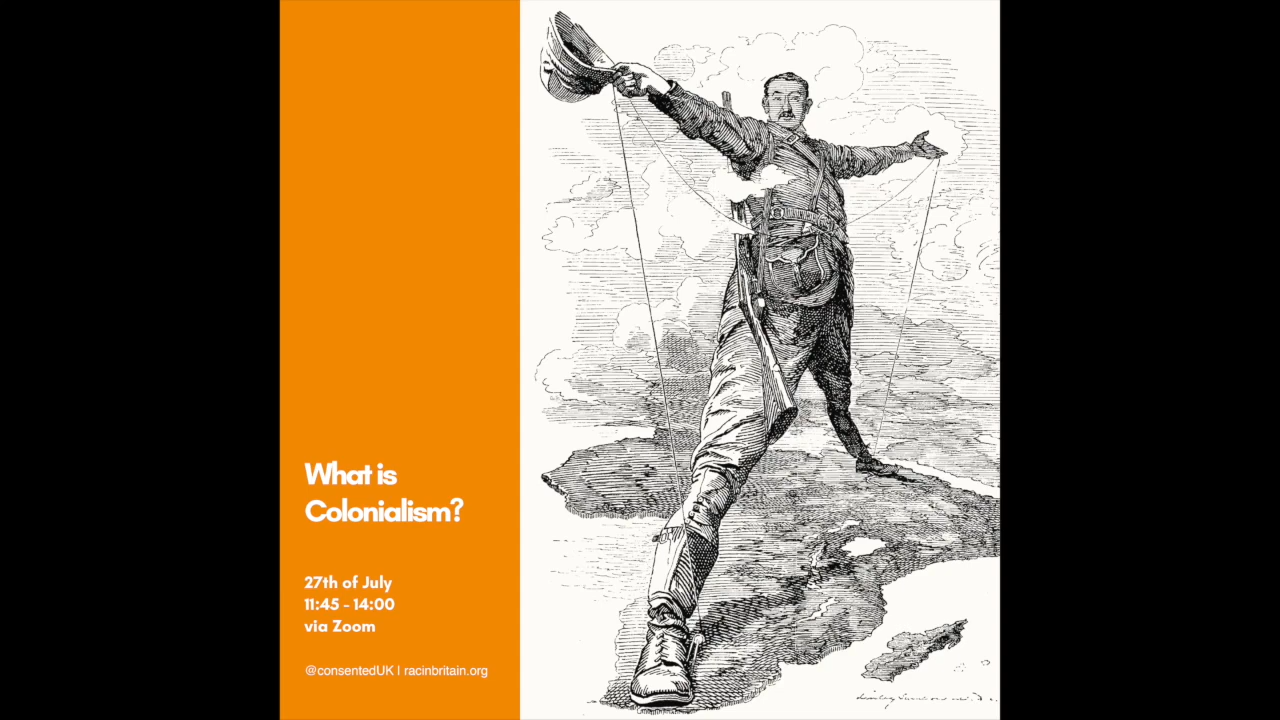 What is
Colonialism?
27th of July
11:45 - 14:00
via Zoom
@consentedUK | racinbritain.org